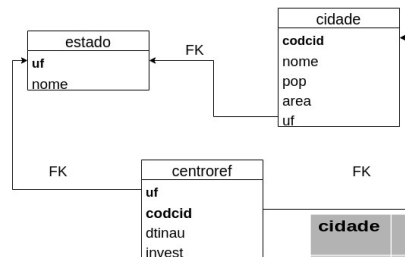 estado
uf
nome
FK
cidade
codcid
nome
pop
area
uf
FK
centroref
uf
codcid
dtinau
invest
FK
cidade